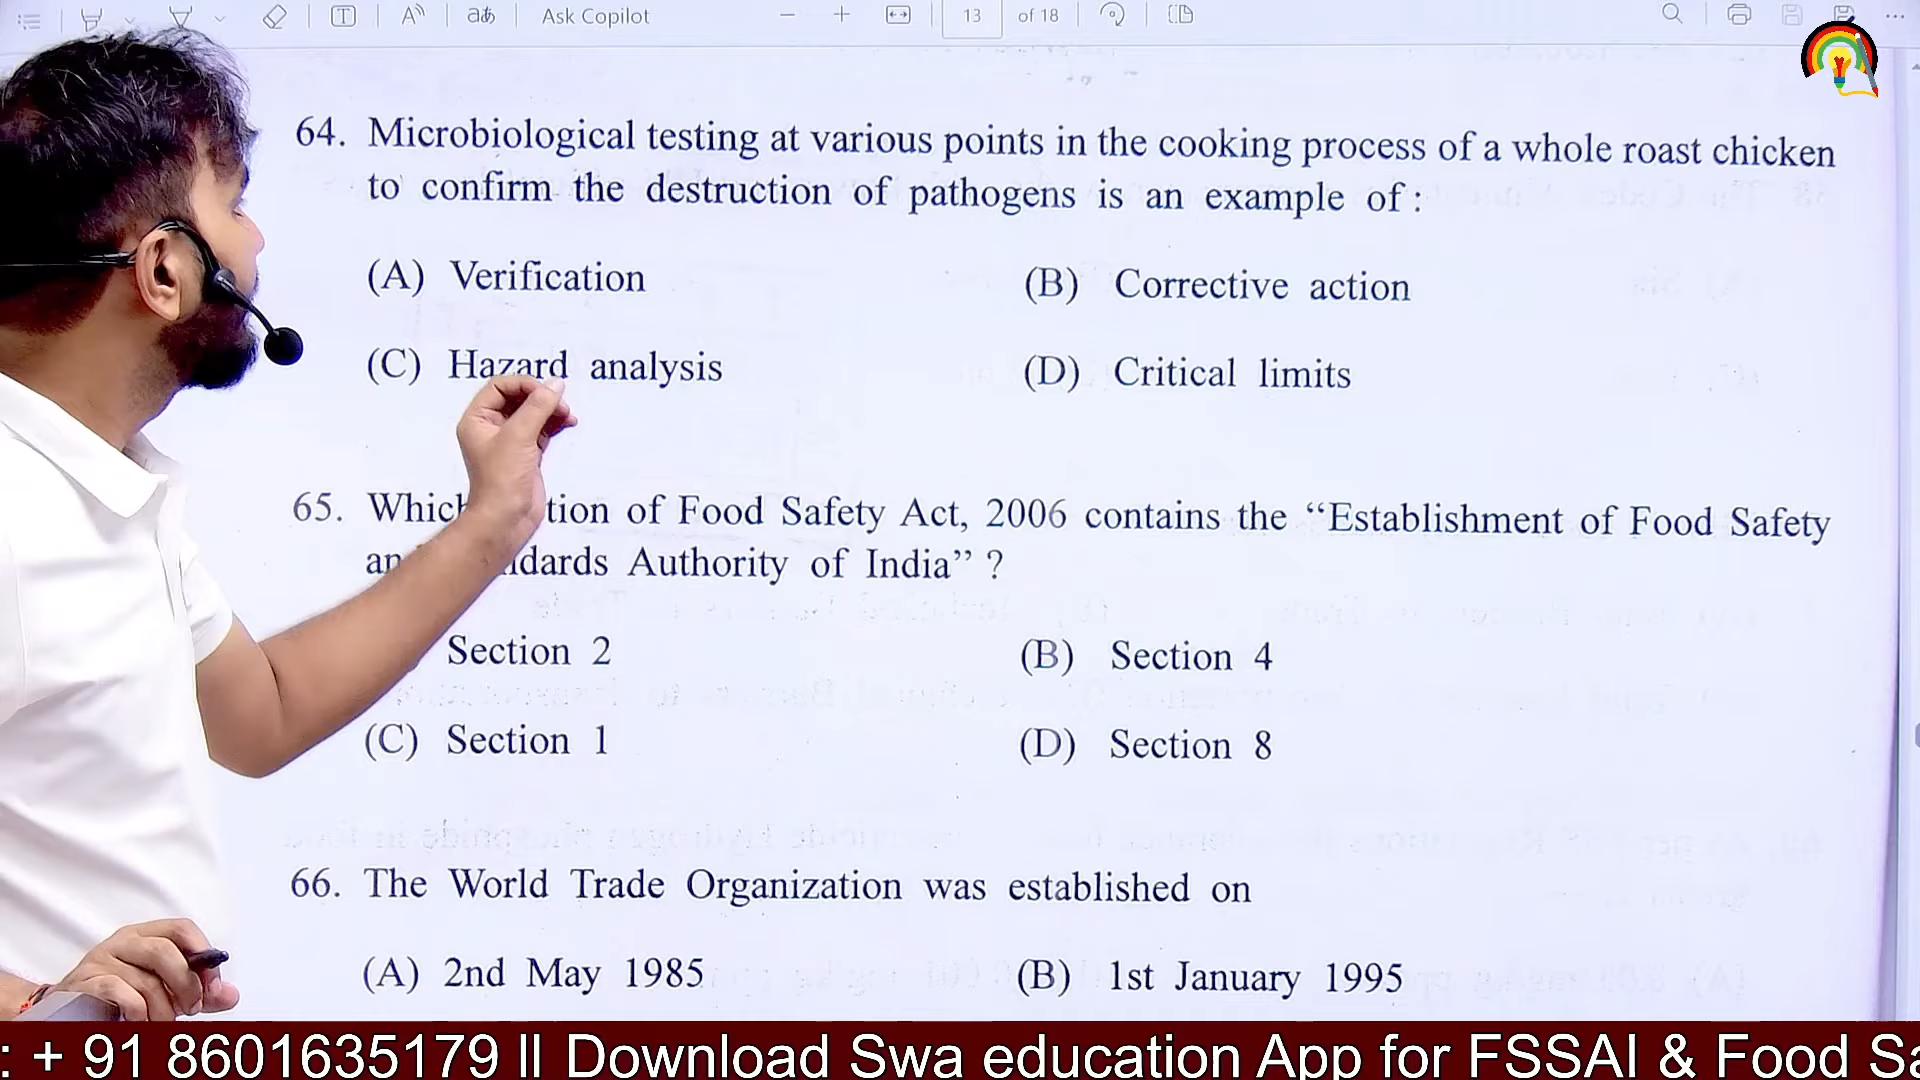 Ask Copilot
13 of 18
64. Microbiological testing at various points in the cooking process of a whole roast chicken
to confirm the destruction of pathogens is an example of :
(A) Verification
(B) Corrective action
(C) Hazard analysis
(D) Critical limits
65. tion of Food Safety Act, 2006 contains the “Establishment of Food Safety
Authority of India” ?
Section 2
(B) Section 4
(C) Section 1
(D) Section 8
66. The World Trade Organization was established on
(A) 2nd May 1985
(B) 1st January 1995
: + 91 8601635179 ll Download Swa education App for FSSAI & Food Sa